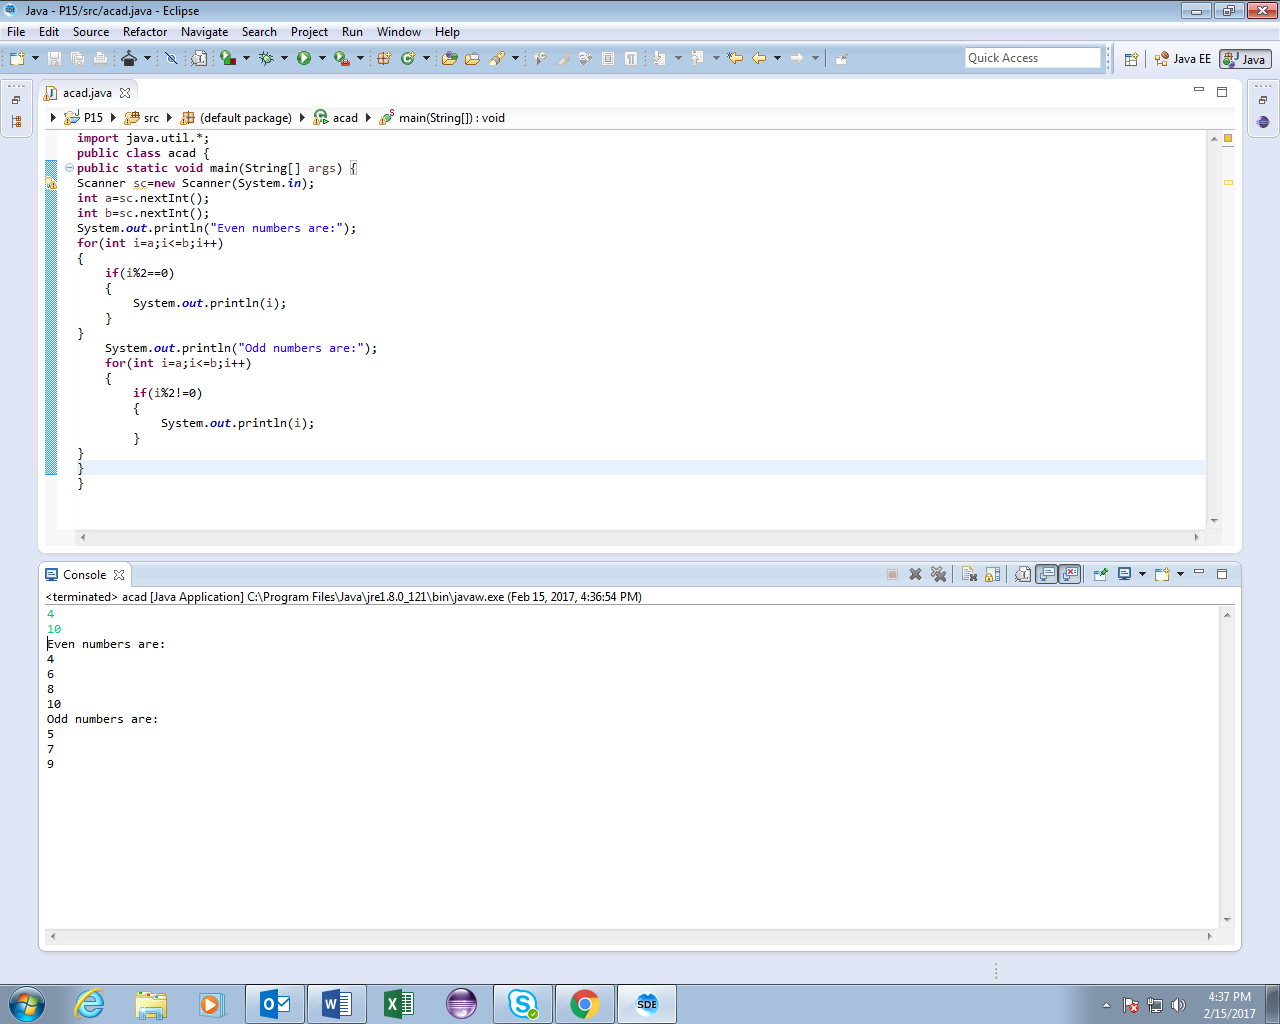 Java - P15/src/acad.java - Eclipse
File Edit Source Refactor Navigate Search Project Run Window Help
Quick Access Java EE Java
acad.java
P15 src (default package) acad main(String[]) : void
import java.util.*;
public class acad {
public static void main(String[] args) {
Scanner sc=new Scanner(System.in);
int a=sc.nextInt();
int b=sc.nextInt();
System.out.println("Even numbers are:");
for(int i=a;i<=b;i++)
{
if(i%2==0)
{
System.out.println(i);
}
}
System.out.println("Odd numbers are:");
for(int i=a;i<=b;i++)
{
if(i%2!=0)
{
System.out.println(i);
}
}
}
}
Console
<terminated> acad [Java Application] C:\Program Files\Java\jre1.8.0_121\bin\javaw.exe (Feb 15, 2017, 4:36:54 PM)
4
10
Even numbers are:
4
6
8
10
Odd numbers are:
5
7
9
SDE
4:37 PM
2/15/2017